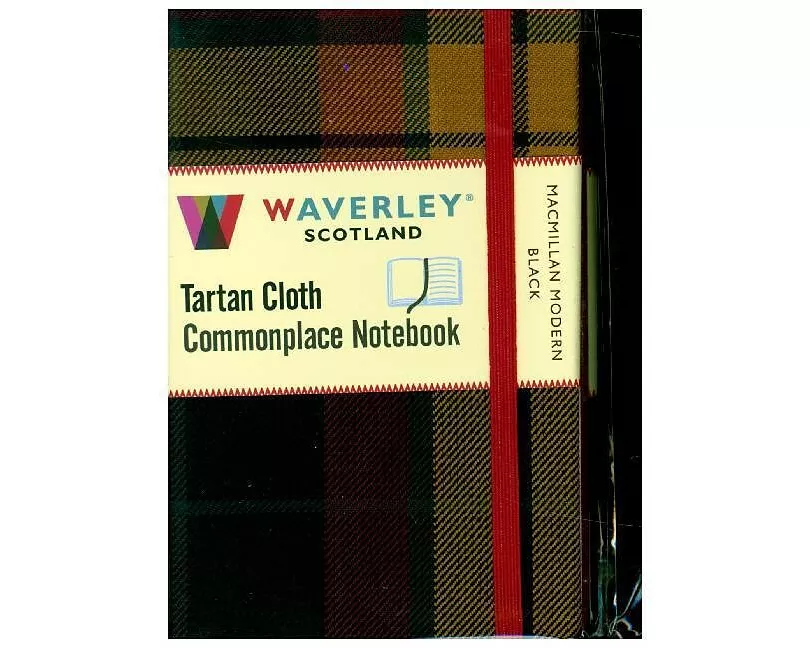 WAVERLEY®
SCOTLAND
Tartan Cloth
Commonplace Notebook
MACMILLAN MODERN
BLACK